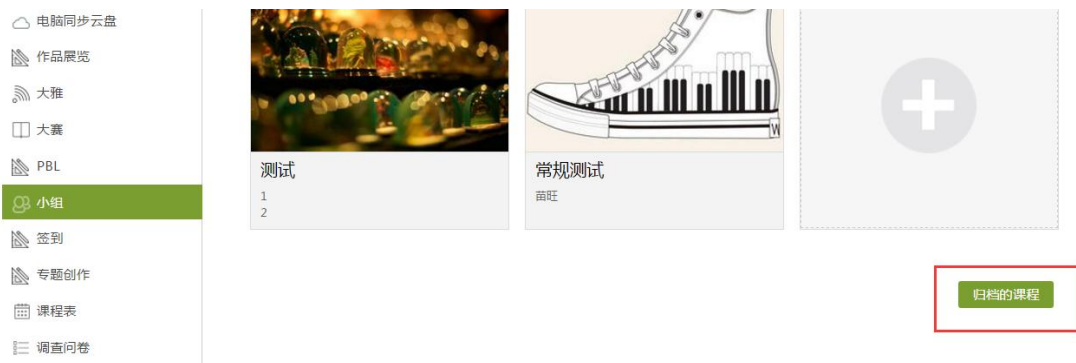 电脑同步云盘
作品展览
大雅
大赛
PBL
小组
签到
专题创作
课程表
调查问卷
测试
1
2
常规测试
苗旺
W
归档的课程